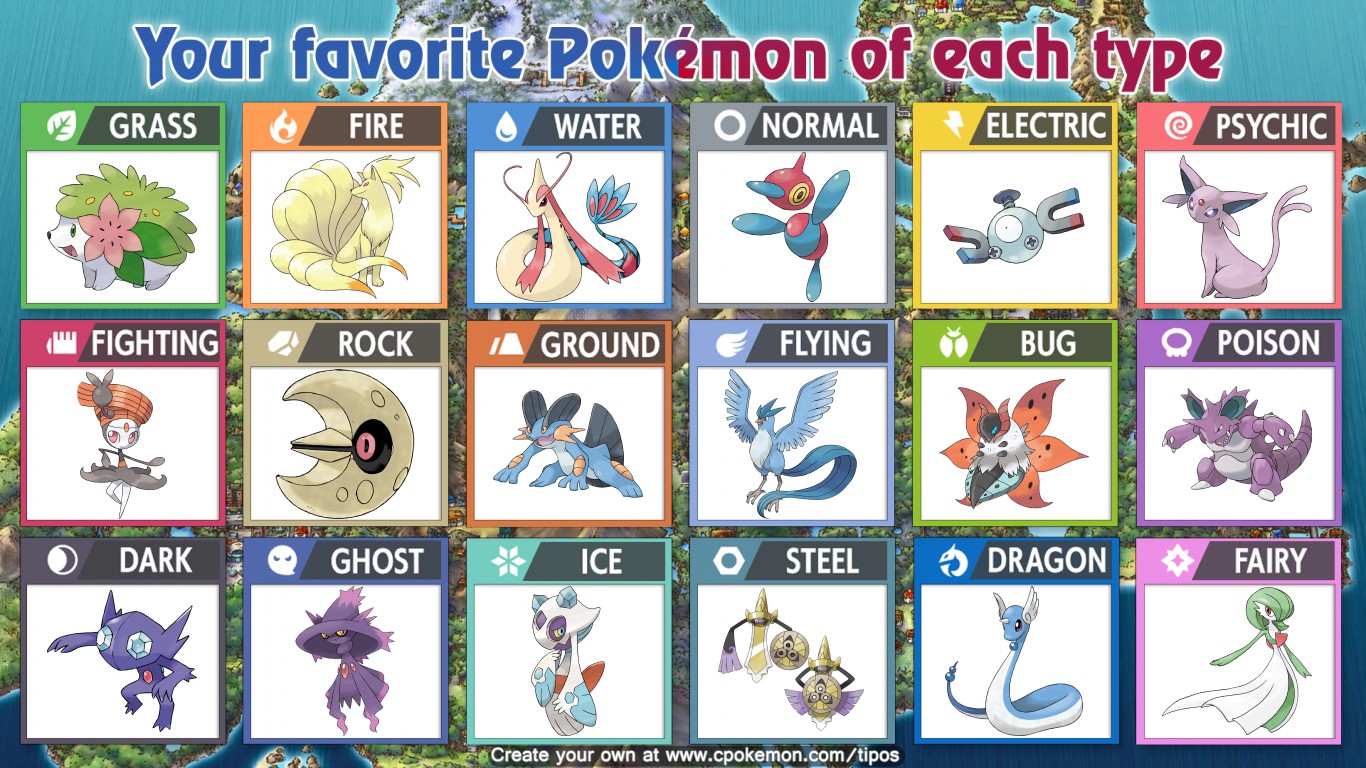 Your favorite Pokémon of each type
GRASS FIRE WATER NORMAL ELECTRIC PSYCHIC
FIGHTING ROCK GROUND FLYING BUG POISON
DARK GHOST ICE STEEL DRAGON FAIRY
Create your own at www.cpokemon.com/tipos